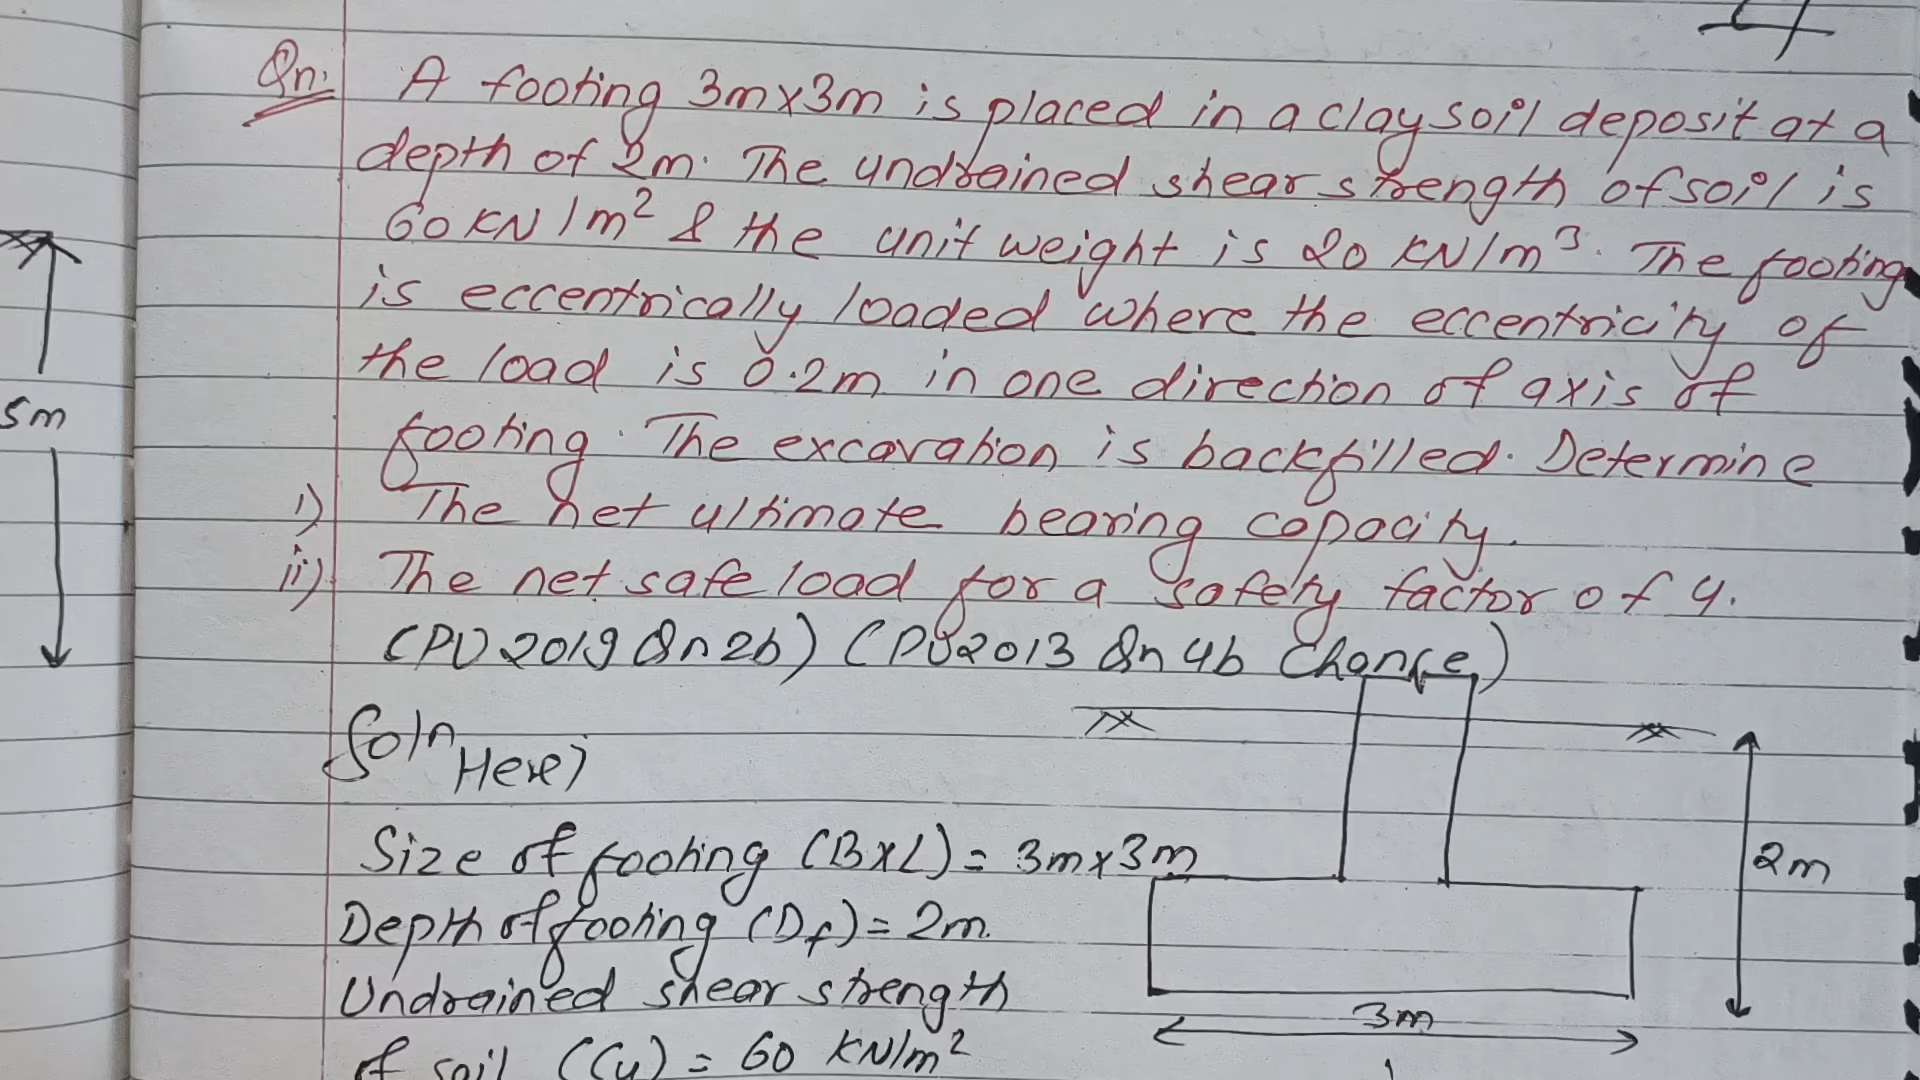 Qn: A footing 3mx3m is placed in a clay soil deposit at a
depth of 2m. The undrained shear strength of soil is
60 KN/m² & the unit weight is 20 KN/m³. The footing
is eccentrically loaded where the eccentricity of
the load is 0.2m in one direction of axis of
footing. The excavation is backfilled. Determine
i) The net ultimate bearing capacity.
ii) The net safe load for a safety factor of 4.
(PU 2019 Qn 2b) (PU 2013 Qn 4b Change)
Soln
Here,
5m
Size of footing (BxL) = 3mx3m
2m
Depth of footing (Df) = 2m.
Undrained shear strength
3m
of soil (Cu) = 60 KN/m²